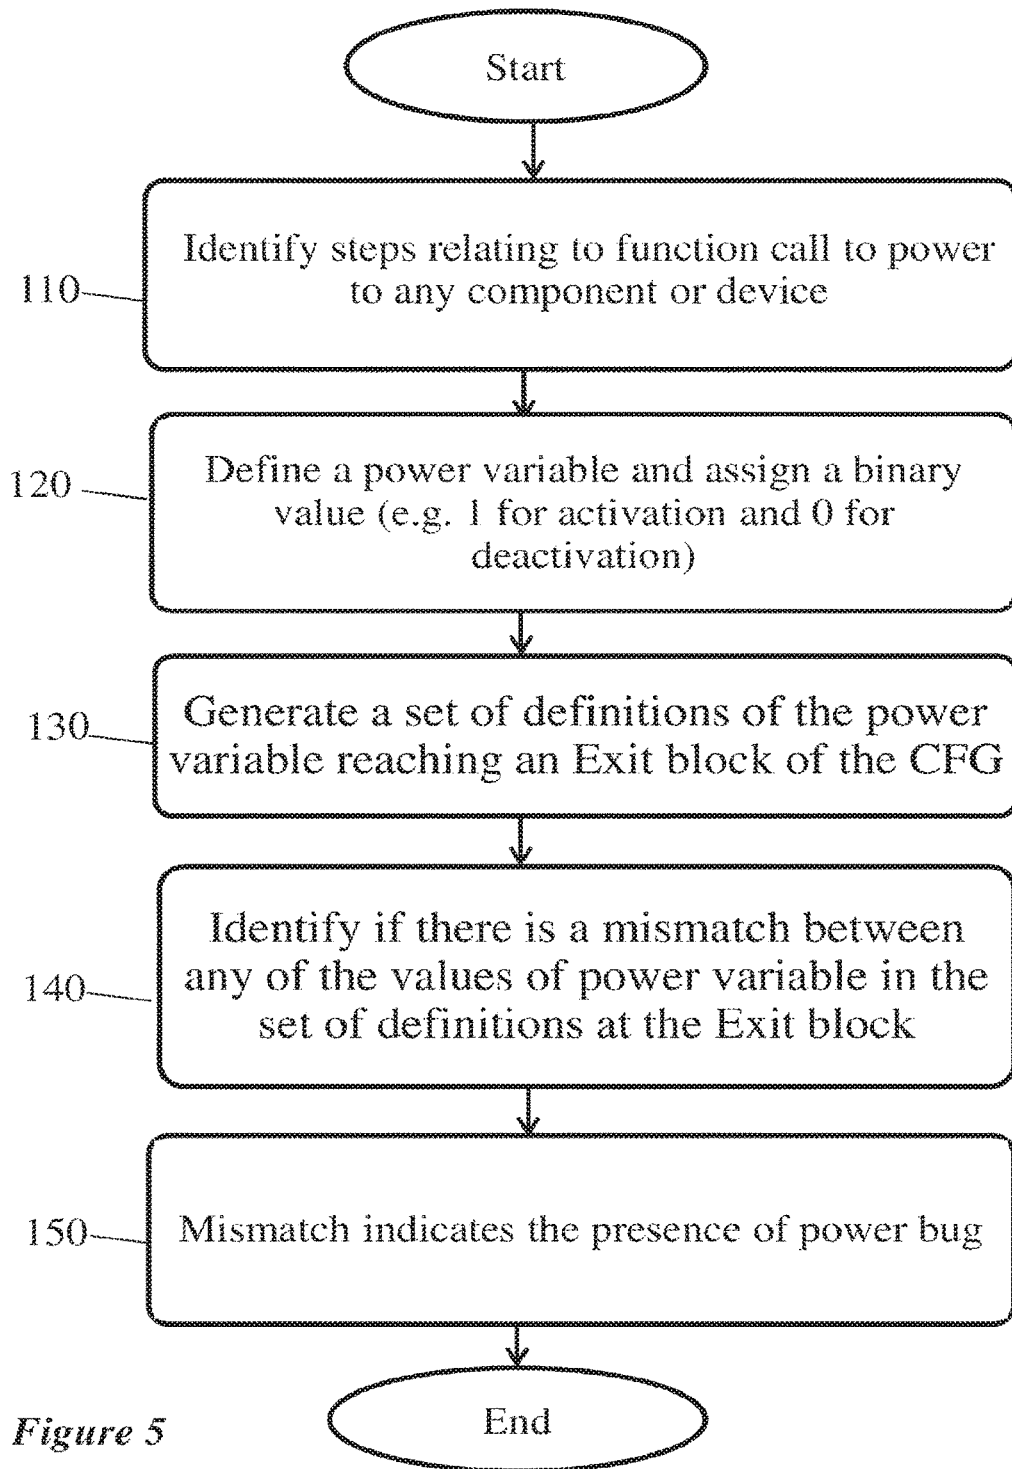 Start
Identify steps relating to function call to power
to any component or device
110
Define a power variable and assign a binary
value (e.g. 1 for activation and 0 for
deactivation)
120
Generate a set of definitions of the power
variable reaching an Exit block of the CFG
130
Identify if there is a mismatch between
any of the values of power variable in the
set of definitions at the Exit block
140
Mismatch indicates the presence of power bug
150
End
Figure 5